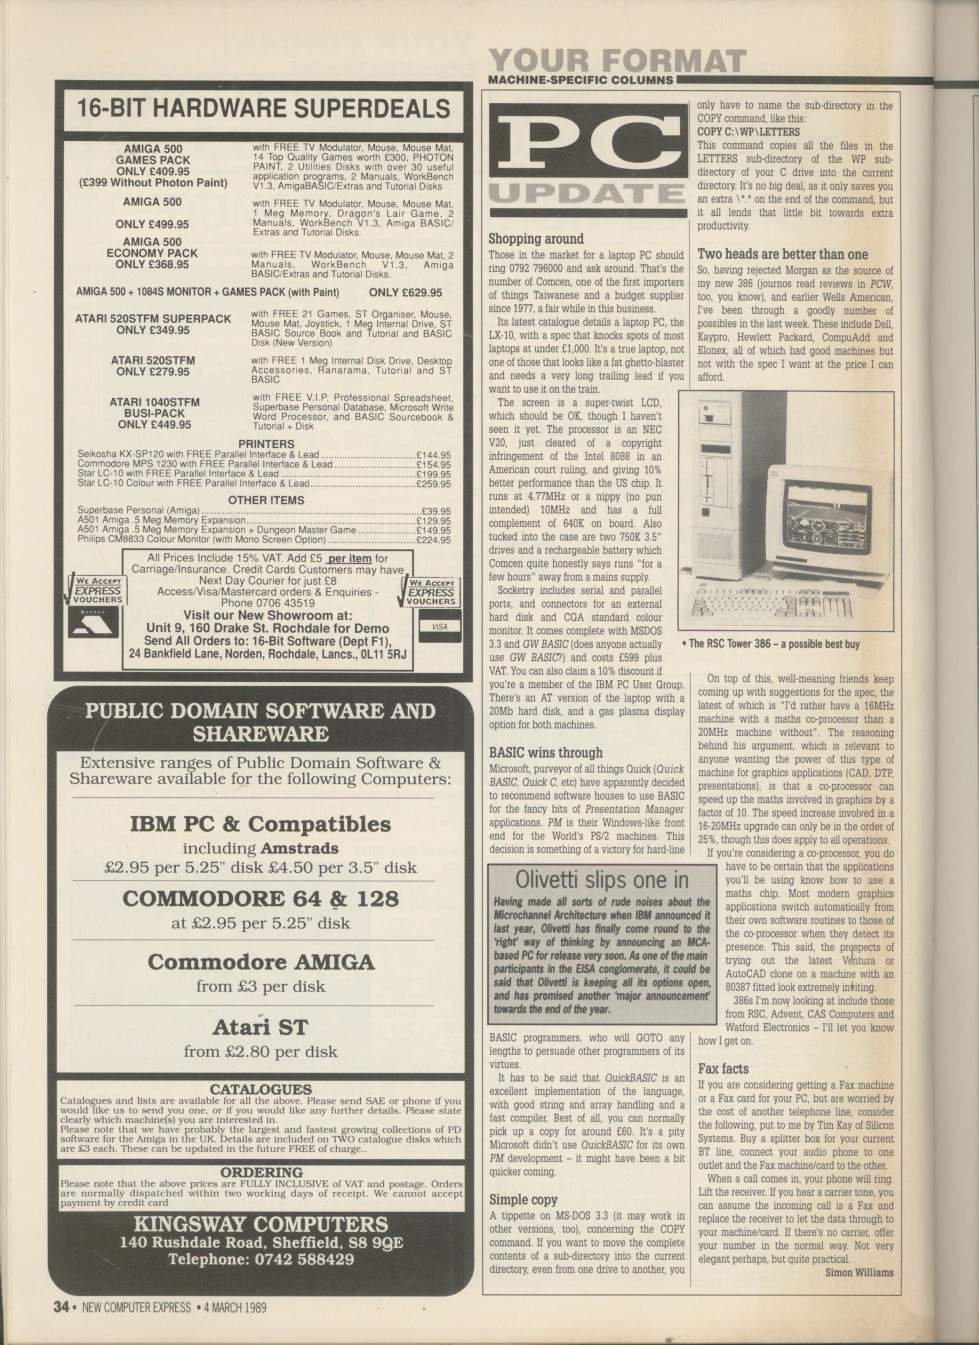 YOUR FORMAT
MACHINE-SPECIFIC COLUMNS
16-BIT HARDWARE SUPERDEALS
AMIGA 500
GAMES PACK
ONLY £409.95
(£399 Without Photon Paint)
with FREE TV Modulator, Mouse, Mouse Mat,
14 Top Quality Games worth £300, PHOTON
PAINT, 2 Utilities Disks with over 30 useful
application programs, 2 Manuals, WorkBench
V1.3, AmigaBASIC/Extras and Tutorial Disks
AMIGA 500
ONLY £499.95
with FREE TV Modulator, Mouse, Mouse Mat,
1 Meg Memory, Dragon's Lair Game, 2
Manuals, WorkBench V1.3, Amiga BASIC/
Extras and Tutorial Disks.
AMIGA 500
ECONOMY PACK
ONLY £368.95
with FREE TV Modulator, Mouse, Mouse Mat, 2
Manuals, WorkBench V1.3, Amiga
BASIC/Extras and Tutorial Disks.
AMIGA 500 + 1084S MONITOR + GAMES PACK (with Paint) ONLY £629.95
ATARI 520STFM SUPERPACK
ONLY £349.95
with FREE 21 Games, ST Organiser, Mouse,
Mouse Mat, Joystick, 1 Meg Internal Drive, ST
BASIC Source Book and Tutorial and BASIC
Disk (New Version)
ATARI 520STFM
ONLY £279.95
with FREE 1 Meg Internal Disk Drive, Desktop
Accessories, Ranarama, Tutorial and ST
BASIC
ATARI 1040STFM
BUSI-PACK
ONLY £449.95
with FREE V.I.P. Professional Spreadsheet,
Superbase Personal Database, Microsoft Write
Word Processor, and BASIC Sourcebook &
Tutorial + Disk
PRINTERS
Seikosha KX-SP120 with FREE Parallel Interface & Lead ... £144.95
Commodore MPS 1230 with FREE Parallel Interface & Lead ... £154.95
Star LC-10 with FREE Parallel Interface & Lead ... £199.95
Star LC-10 Colour with FREE Parallel Interface & Lead ... £259.95
OTHER ITEMS
Superbase Personal (Amiga) ... £39.95
A501 Amiga .5 Meg Memory Expansion ... £129.95
A501 Amiga .5 Meg Memory Expansion + Dungeon Master Game ... £149.95
Philips CM8833 Colour Monitor (with Mono Screen Option) ... £224.95
All Prices Include 15% VAT. Add £5 per item for
Carriage/Insurance. Credit Cards Customers may have
Next Day Courier for just £8
Access/Visa/Mastercard orders & Enquiries -
Phone 0706 43519
Visit our New Showroom at:
Unit 9, 160 Drake St. Rochdale for Demo
Send All Orders to: 16-Bit Software (Dept F1),
24 Bankfield Lane, Norden, Rochdale, Lancs., 0L11 5RJ
WE ACCEPT
EXPRESS
VOUCHERS
Access
WE ACCEPT
EXPRESS
VOUCHERS
VISA
PUBLIC DOMAIN SOFTWARE AND
SHAREWARE
Extensive ranges of Public Domain Software &
Shareware available for the following Computers:
IBM PC & Compatibles
including Amstrads
£2.95 per 5.25" disk £4.50 per 3.5" disk
COMMODORE 64 & 128
at £2.95 per 5.25" disk
Commodore AMIGA
from £3 per disk
Atari ST
from £2.80 per disk
CATALOGUES
Catalogues and lists are available for all the above. Please send SAE or phone if you
would like us to send you one, or if you would like any further details. Please state
clearly which machine(s) you are interested in.
Please note that we have probably the largest and fastest growing collections of PD
software for the Amiga in the UK. Details are included on TWO catalogue disks which
are £3 each. These can be updated in the future FREE of charge..
ORDERING
Please note that the above prices are FULLY INCLUSIVE of VAT and postage. Orders
are normally dispatched within two working days of receipt. We cannot accept
payment by credit card
KINGSWAY COMPUTERS
140 Rushdale Road, Sheffield, S8 9QE
Telephone: 0742 588429
PC
UPDATE
Shopping around
Those in the market for a laptop PC should
ring 0792 796000 and ask around. That's the
number of Comcen, one of the first importers
of things Taiwanese and a budget supplier
since 1977, a fair while in this business.
Its latest catalogue details a laptop PC, the
LX-10, with a spec that knocks spots of most
laptops at under £1,000. It's a true laptop, not
one of those that looks like a fat ghetto-blaster
and needs a very long trailing lead if you
want to use it on the train.
The screen is a super-twist LCD,
which should be OK, though I haven't
seen it yet. The processor is an NEC
V20, just cleared of a copyright
infringement of the Intel 8088 in an
American court ruling, and giving 10%
better performance than the US chip. It
runs at 4.77MHz or a nippy (no pun
intended) 10MHz and has a full
complement of 640K on board. Also
tucked into the case are two 750K 3.5"
drives and a rechargeable battery which
Comcen quite honestly says runs "for a
few hours" away from a mains supply.
Socketry includes serial and parallel
ports, and connectors for an external
hard disk and CGA standard colour
monitor. It comes complete with MSDOS
3.3 and GW BASIC (does anyone actually
use GW BASIC?) and costs £599 plus
VAT. You can also claim a 10% discount if
you're a member of the IBM PC User Group.
There's an AT version of the laptop with a
20Mb hard disk, and a gas plasma display
option for both machines.
BASIC wins through
Microsoft, purveyor of all things Quick (Quick
BASIC, Quick C, etc) have apparently decided
to recommend software houses to use BASIC
for the fancy bits of Presentation Manager
applications. PM is their Windows-like front
end for the World's PS/2 machines. This
decision is something of a victory for hard-line
Olivetti slips one in
Having made all sorts of rude noises about the
Microchannel Architecture when IBM announced it
last year, Olivetti has finally come round to the
'right' way of thinking by announcing an MCA-
based PC for release very soon. As one of the main
participants in the EISA conglomerate, it could be
said that Olivetti is keeping all its options open,
and has promised another 'major announcement'
towards the end of the year.
BASIC programmers, who will GOTO any
lengths to persuade other programmers of its
virtues.
It has to be said that QuickBASIC is an
excellent implementation of the language,
with good string and array handling and a
fast compiler. Best of all, you can normally
pick up a copy for around £60. It's a pity
Microsoft didn't use QuickBASIC for its own
PM development – it might have been a bit
quicker coming.
Simple copy
A tippette on MS-DOS 3.3 (it may work in
other versions, too), concerning the COPY
command. If you want to move the complete
contents of a sub-directory into the current
directory, even from one drive to another, you
only have to name the sub-directory in the
COPY command, like this:
COPY C:\WP\LETTERS
This command copies all the files in the
LETTERS sub-directory of the WP sub-
directory of your C drive into the current
directory. It's no big deal, as it only saves you
an extra \*.* on the end of the command, but
it all lends that little bit towards extra
productivity.
Two heads are better than one
So, having rejected Morgan as the source of
my new 386 (journos read reviews in PCW,
too, you know), and earlier Wells American,
I've been through a goodly number of
possibles in the last week. These include Dell,
Kaypro, Hewlett Packard, CompuAdd and
Elonex, all of which had good machines but
not with the spec I want at the price I can
afford.
• The RSC Tower 386 – a possible best buy
On top of this, well-meaning friends keep
coming up with suggestions for the spec, the
latest of which is "I'd rather have a 16MHz
machine with a maths co-processor than a
20MHz machine without". The reasoning
behind his argument, which is relevant to
anyone wanting the power of this type of
machine for graphics applications (CAD, DTP,
presentations), is that a co-processor can
speed up the maths involved in graphics by a
factor of 10. The speed increase involved in a
16-20MHz upgrade can only be in the order of
25%, though this does apply to all operations.
If you're considering a co-processor, you do
have to be certain that the applications
you'll be using know how to use a
maths chip. Most modern graphics
applications switch automatically from
their own software routines to those of
the co-processor when they detect its
presence. This said, the prospects of
trying out the latest Ventura or
AutoCAD clone on a machine with an
80387 fitted look extremely inviting.
386s I'm now looking at include those
from RSC, Advent, CAS Computers and
Watford Electronics – I'll let you know
how I get on.
Fax facts
If you are considering getting a Fax machine
or a Fax card for your PC, but are worried by
the cost of another telephone line, consider
the following, put to me by Tim Kay of Silicon
Systems. Buy a splitter box for your current
BT line, connect your audio phone to one
outlet and the Fax machine/card to the other.
When a call comes in, your phone will ring.
Lift the receiver. If you hear a carrier tone, you
can assume the incoming call is a Fax and
replace the receiver to let the data through to
your machine/card. If there's no carrier, offer
your number in the normal way. Not very
elegant perhaps, but quite practical.
Simon Williams
34 • NEW COMPUTER EXPRESS • 4 MARCH 1989